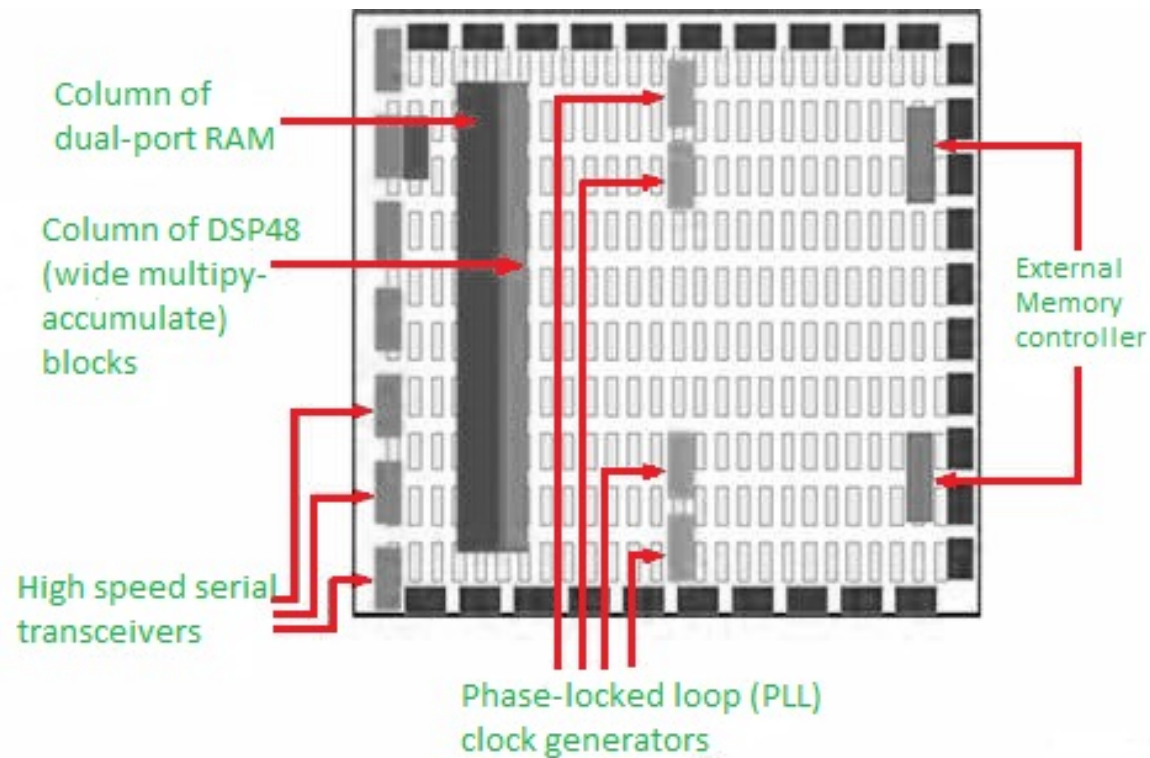 Column of
dual-port RAM
Column of DSP48
(wide multipy-
accumulate)
blocks
External
Memory
controller
High speed serial
transceivers
Phase-locked loop (PLL)
clock generators